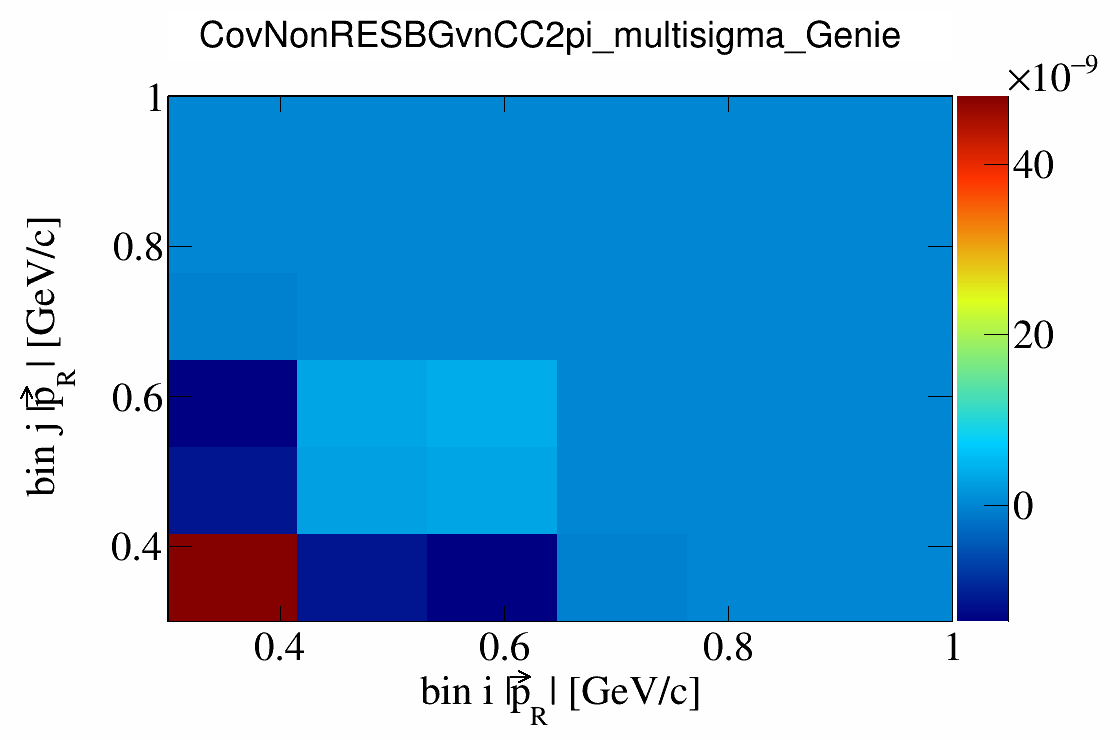 CovNonRESBGvnCC2pi_multisigma_Genie
×10⁻⁹
1
0.8
0.6
0.4
40
20
0
bin j |p⃗_R| [GeV/c]
0.4 0.6 0.8 1
bin i |p⃗_R| [GeV/c]